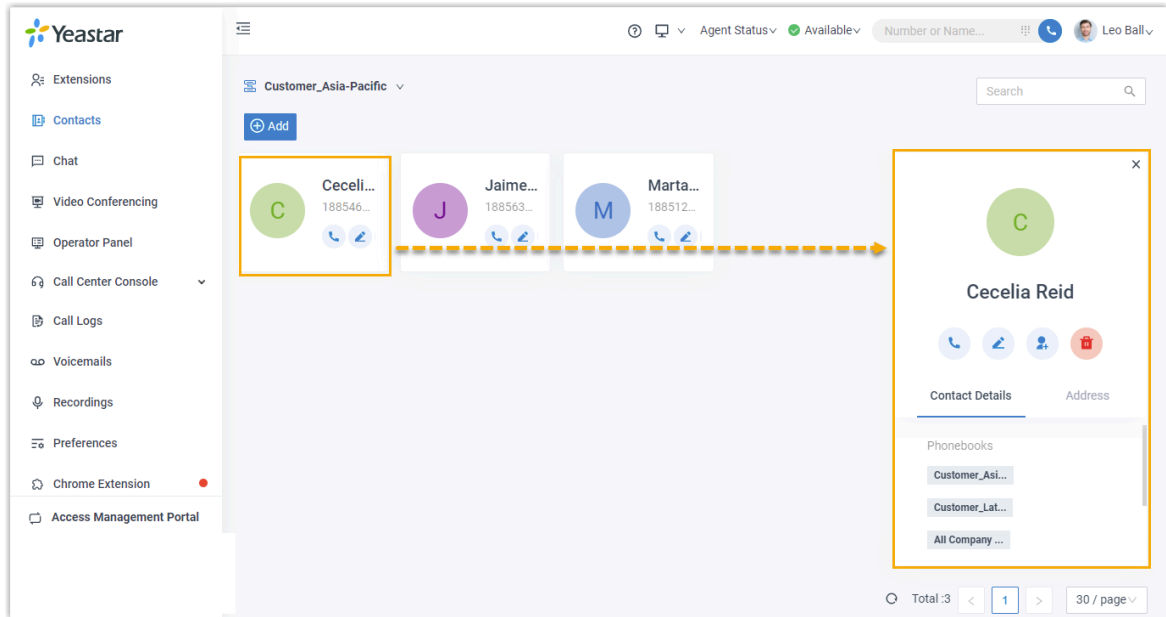 Yeastar
Agent Status
Available
Number or Name...
Leo Ball
Extensions
Contacts
Chat
Video Conferencing
Operator Panel
Call Center Console
Call Logs
Voicemails
Recordings
Preferences
Chrome Extension
Access Management Portal
Customer_Asia-Pacific
Search
Add
C
Ceceli...
188546...
J
Jaime...
188563...
M
Marta...
188512...
C
Cecelia Reid
Contact Details
Address
Phonebooks
Customer_Asi...
Customer_Lat...
All Company ...
Total :3
<
1
>
30 / page